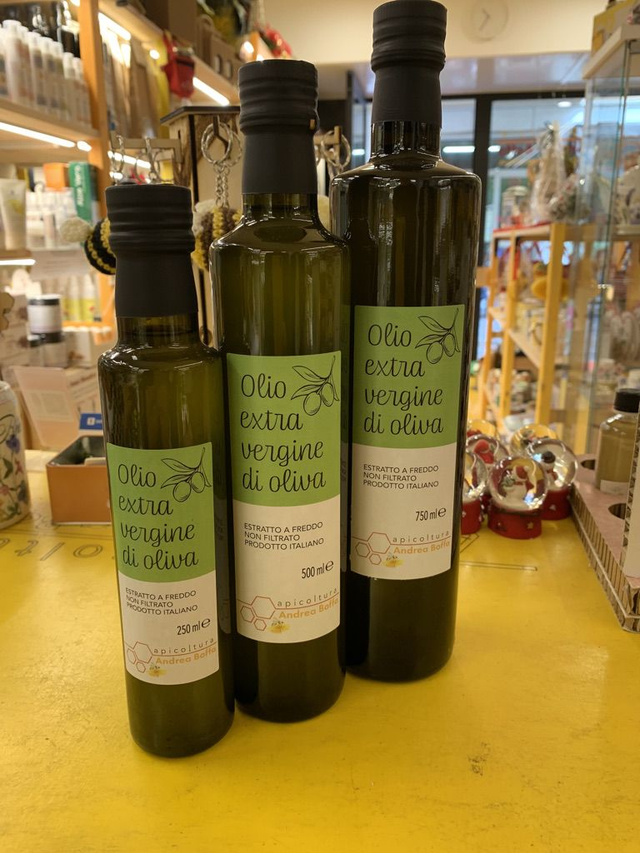 Olio
extra
vergine
di oliva
ESTRATTO A FREDDO
NON FILTRATO
PRODOTTO ITALIANO
250 ml e
apicoltura
Andrea Boffa
Olio
extra
vergine
di oliva
ESTRATTO A FREDDO
NON FILTRATO
PRODOTTO ITALIANO
500 ml e
apicoltura
Andrea Boffa
Olio
extra
vergine
di oliva
ESTRATTO A FREDDO
NON FILTRATO
PRODOTTO ITALIANO
750 ml e
apicoltura
Andrea Boffa